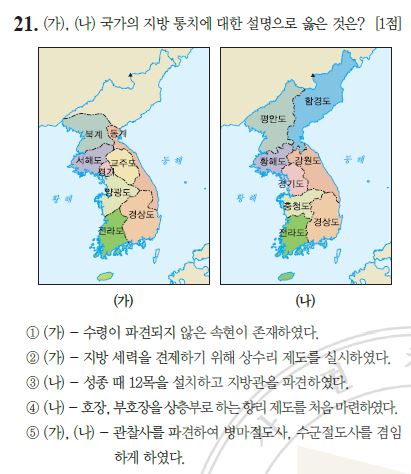 21. (가), (나) 국가의 지방 통치에 대한 설명으로 옳은 것은? [1점]
북계
동계
서해도
교주도
경기
양광도
경상도
전라도
동 해
황 해
(가)
함경도
평안도
황해도
강원도
경기도
충청도
경상도
전라도
동 해
황 해
(나)
① (가) - 수령이 파견되지 않은 속현이 존재하였다.
② (가) - 지방 세력을 견제하기 위해 상수리 제도를 실시하였다.
③ (나) - 성종 때 12목을 설치하고 지방관을 파견하였다.
④ (나) - 호장, 부호장을 상층부로 하는 향리 제도를 처음 마련하였다.
⑤ (가), (나) - 관찰사를 파견하여 병마절도사, 수군절도사를 겸임
하게 하였다.